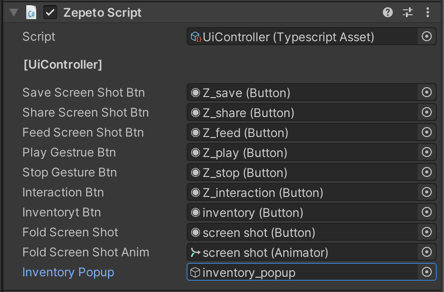 Zepeto Script
Script UiController (Typescript Asset)
[UiController]
Save Screen Shot Btn Z_save (Button)
Share Screen Shot Btn Z_share (Button)
Feed Screen Shot Btn Z_feed (Button)
Play Gestrue Btn Z_play (Button)
Stop Gesture Btn Z_stop (Button)
Interaction Btn Z_interaction (Button)
Inventoryt Btn inventory (Button)
Fold Screen Shot screen shot (Button)
Fold Screen Shot Anim screen shot (Animator)
Inventory Popup inventory_popup